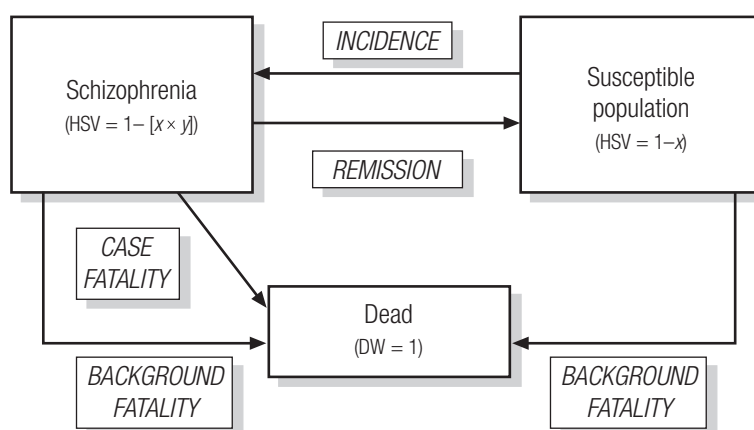 INCIDENCE
Schizophrenia
(HSV = 1– [x × y])
Susceptible
population
(HSV = 1–x)
REMISSION
CASE
FATALITY
Dead
(DW = 1)
BACKGROUND
FATALITY
BACKGROUND
FATALITY